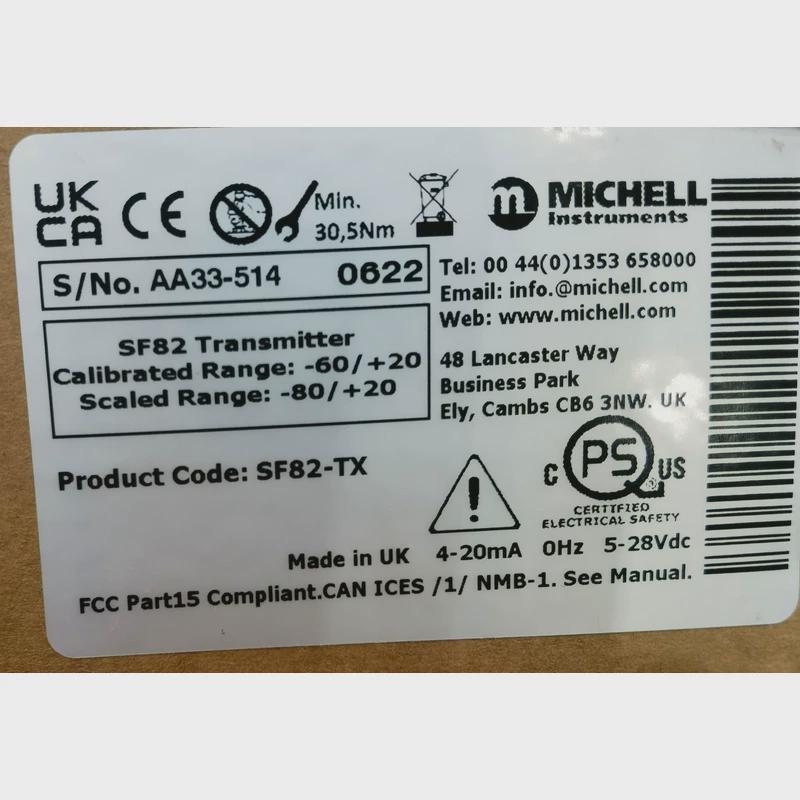 UK
CA CE
Min.
30,5Nm
m MICHELL
Instruments
S/No. AA33-514 0622
Tel: 00 44(0)1353 658000
Email: info.@michell.com
Web: www.michell.com
SF82 Transmitter
Calibrated Range: -60/+20
Scaled Range: -80/+20
48 Lancaster Way
Business Park
Ely, Cambs CB6 3NW. UK
Product Code: SF82-TX
C PS US
CERTIFIED
ELECTRICAL SAFETY
Made in UK 4-20mA 0Hz 5-28Vdc
FCC Part15 Compliant.CAN ICES /1/ NMB-1. See Manual.